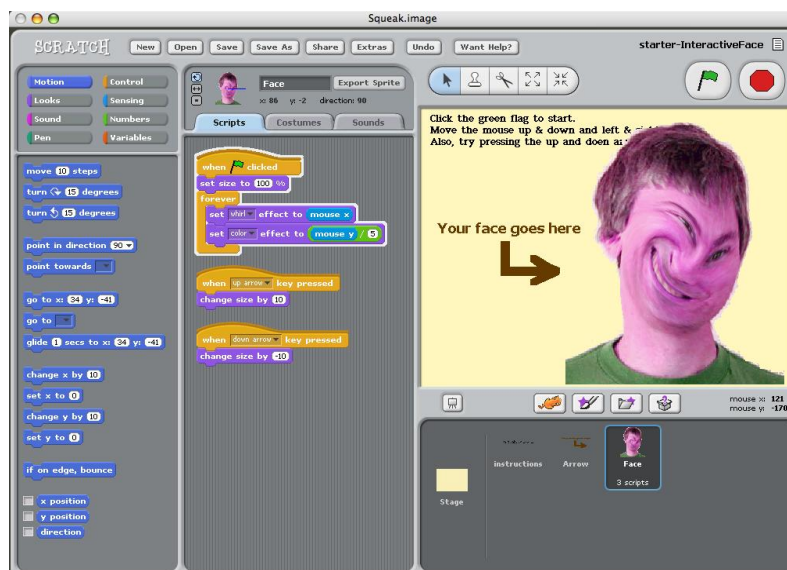 Squeak.image
SCRATCH New Open Save Save As Share Extras Undo Want Help? starter-InteractiveFace
Motion Control
Looks Sensing
Sound Numbers
Pen Variables
move 10 steps
turn 15 degrees
turn 15 degrees
point in direction 90
point towards
go to x: 34 y: -41
go to
glide 1 secs to x: 34 y: -41
change x by 10
set x to 0
change y by 10
set y to 0
if on edge, bounce
x position
y position
direction
Face Export Sprite
x: 86 y: -2 direction: 90
Scripts Costumes Sounds
when clicked
set size to 100 %
forever
set whirl effect to mouse x
set color effect to mouse y / 5
when up arrow key pressed
change size by 10
when down arrow key pressed
change size by -10
Click the green flag to start.
Move the mouse up & down and left &
Also, try pressing the up and doen
Your face goes here
mouse x: 121
mouse y: -170
Stage
instructions
Arrow
Face
3 scripts